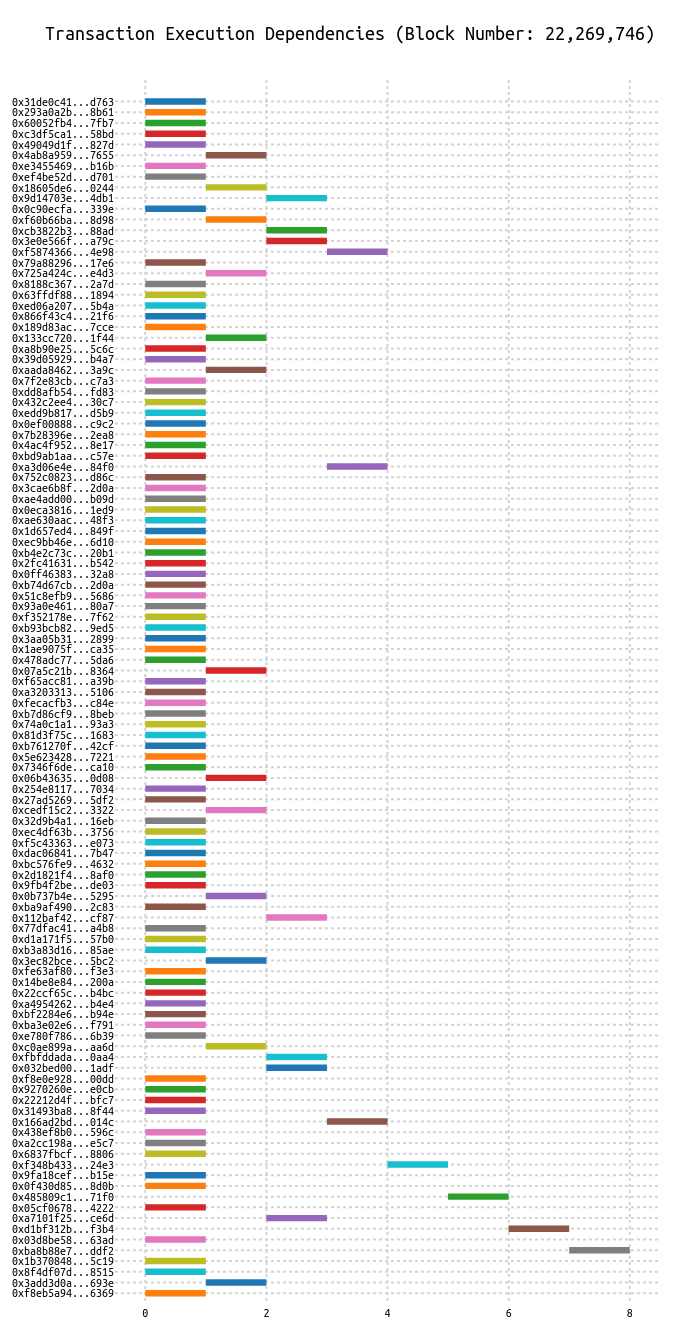 Transaction Execution Dependencies (Block Number: 22,269,746)
0x31de0c41...d763
0x293a0a2b...8b61
0x60052fb4...7fb7
0xc3df5ca1...58bd
0x49049d1f...827d
0x4ab8a959...7655
0xe3455469...b16b
0xef4be52d...d701
0x18605de6...0244
0x9d14703e...4db1
0x0c90ecfa...339e
0xf60b66ba...8d98
0xcb3822b3...88ad
0x3e0e566f...a79c
0xf5874366...4e98
0x79a88296...17e6
0x725a424c...e4d3
0x8188c367...2a7d
0x63ffdf88...1894
0xed06a207...5b4a
0x866f43c4...21f6
0x189d83ac...7cce
0x133cc720...1f44
0xa8b90e25...5c6c
0x39d05929...b4a7
0xaada8462...3a9c
0x7f2e83cb...c7a3
0xdd8afb54...fd83
0x432c2ee4...30c7
0xedd9b817...d5b9
0x0ef00888...c9c2
0x7b28396e...2ea8
0x4ac4f952...8e17
0xbd9ab1aa...c57e
0xa3d06e4e...84f0
0x752c0823...d86c
0x3cae6b8f...2d0a
0xae4add00...b09d
0x0eca3816...1ed9
0xae630aac...48f3
0x1d657ed4...849f
0xec9bb46e...6d10
0xb4e2c73c...20b1
0x2fc41631...b542
0x0ff46383...32a8
0xb74d67cb...2d0a
0x51c8efb9...5686
0x93a0e461...80a7
0xf352178e...7f62
0xb93bcb82...9ed5
0x3aa05b31...2899
0x1ae9075f...ca35
0x478adc77...5da6
0x07a5c21b...8364
0xf65acc81...a39b
0xa3203313...5106
0xfecacfb3...c84e
0xb7d86cf9...8beb
0x74a0c1a1...93a3
0x81d3f75c...1683
0xb761270f...42cf
0x5e623428...7221
0x7346f6de...ca10
0x06b43635...0d08
0x254e8117...7034
0x27ad5269...5df2
0xcedf15c2...3322
0x32d9b4a1...16eb
0xec4df63b...3756
0xf5c43363...e073
0xdac06841...7b47
0xbc576fe9...4632
0x2d1821f4...8af0
0x9fb4f2be...de03
0x0b737b4e...5295
0xba9af490...2c83
0x112baf42...cf87
0x77dfac41...a4b8
0xd1a171f5...57b0
0xb3a83d16...85ae
0x3ec82bce...5bc2
0xfe63af80...f3e3
0x14be8e84...200a
0x22ccf65c...b4bc
0xa4954262...b4e4
0xbf2284e6...b94e
0xba3e02e6...f791
0xe780f786...6b39
0xc0ae899a...aa6d
0xfbfddada...0aa4
0x032bed00...1adf
0xf8e0e928...00dd
0x9270260e...e0cb
0x22212d4f...bfc7
0x31493ba8...8f44
0x166ad2bd...014c
0x438ef8b0...596c
0xa2cc198a...e5c7
0x6837fbcf...8806
0xf348b433...24e3
0x9fa18cef...b15e
0x0f430d85...8d0b
0x485809c1...71f0
0x05cf0678...4222
0xa7101f25...ce6d
0xd1bf312b...f3b4
0x03d8be58...63ad
0xba8b88e7...ddf2
0x1b370848...5c19
0x8f4df07d...8515
0x3add3d0a...693e
0xf8eb5a94...6369
0 2 4 6 8